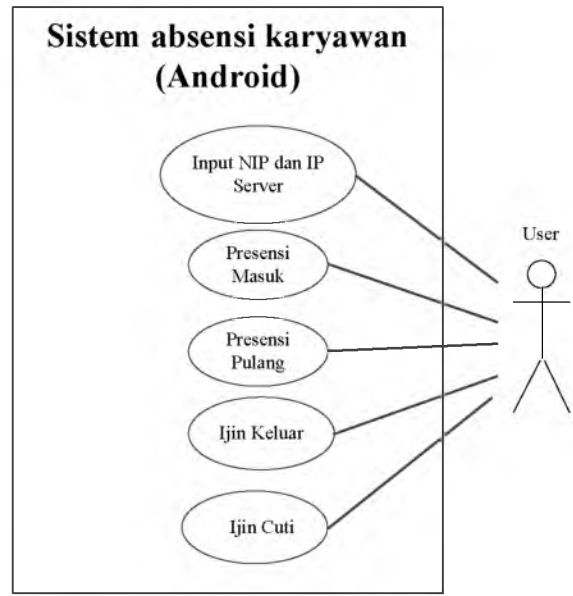 Sistem absensi karyawan
(Android)
Input NIP dan IP
Server
User
Presensi
Masuk
Presensi
Pulang
Ijin Keluar
Ijin Cuti